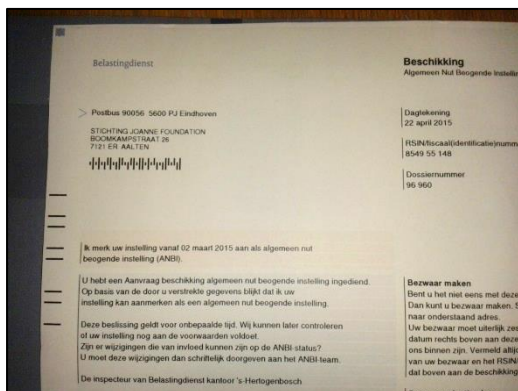 Belastingdienst
Beschikking
Algemeen Nut Beogende
Postbus 90056 5600 PJ Eindhoven
STICHTING JOANNE FOUNDATION
BOOMKAMPSTRAAT 26
7121 ER AALTEN
Dagtekening
22 april 2015
RSIN/fiscaal(identificatie)numm
8549 55 148
Dossiernummer
96 960
Ik merk uw instelling vanaf 02 maart 2015 aan als algemeen nut
beogende instelling (ANBI).
U hebt een Aanvraag beschikking algemeen nut beogende instelling ingediend.
Op basis van de door u verstrekte gegevens blijkt dat ik uw
instelling kan aanmerken als een algemeen nut beogende instelling.
Deze beslissing geldt voor onbepaalde tijd. Wij kunnen later controleren
of uw instelling nog aan de voorwaarden voldoet.
Zijn er wijzigingen die van invloed kunnen zijn op de ANBI-status?
U moet deze wijzigingen dan schriftelijk doorgeven aan het ANBI-team.
De inspecteur van Belastingdienst kantoor 's-Hertogenbosch
Bezwaar maken
Bent u het niet eens met deze
Dan kunt u bezwaar maken. S
naar onderstaand adres.
Uw bezwaar moet uiterlijk zes
datum rechts boven aan deze
ons binnen zijn. Vermeld altijd
van uw bezwaar en het RSIN/
dat boven aan de beschikking